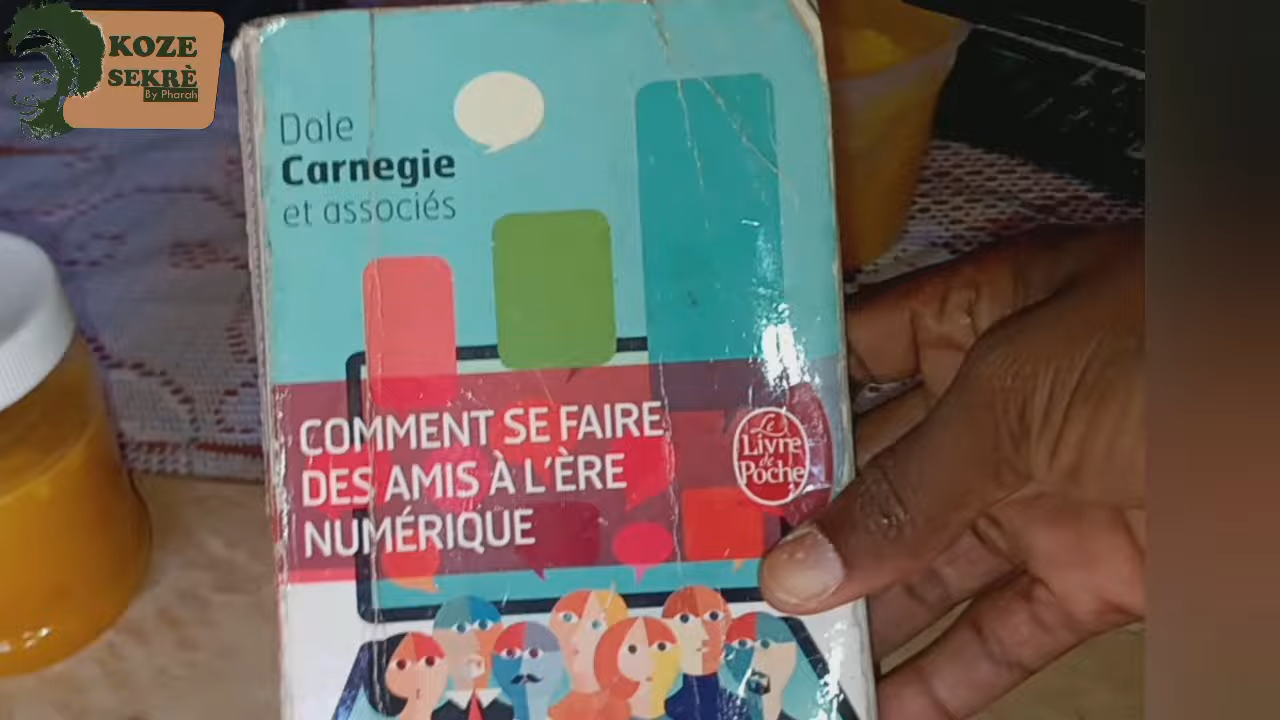 KOZE
SEKRÈ
By Pharah
Dale
Carnegie
et associés
COMMENT SE FAIRE
DES AMIS À L'ÈRE
NUMÉRIQUE
Le
Livre
de
Poche